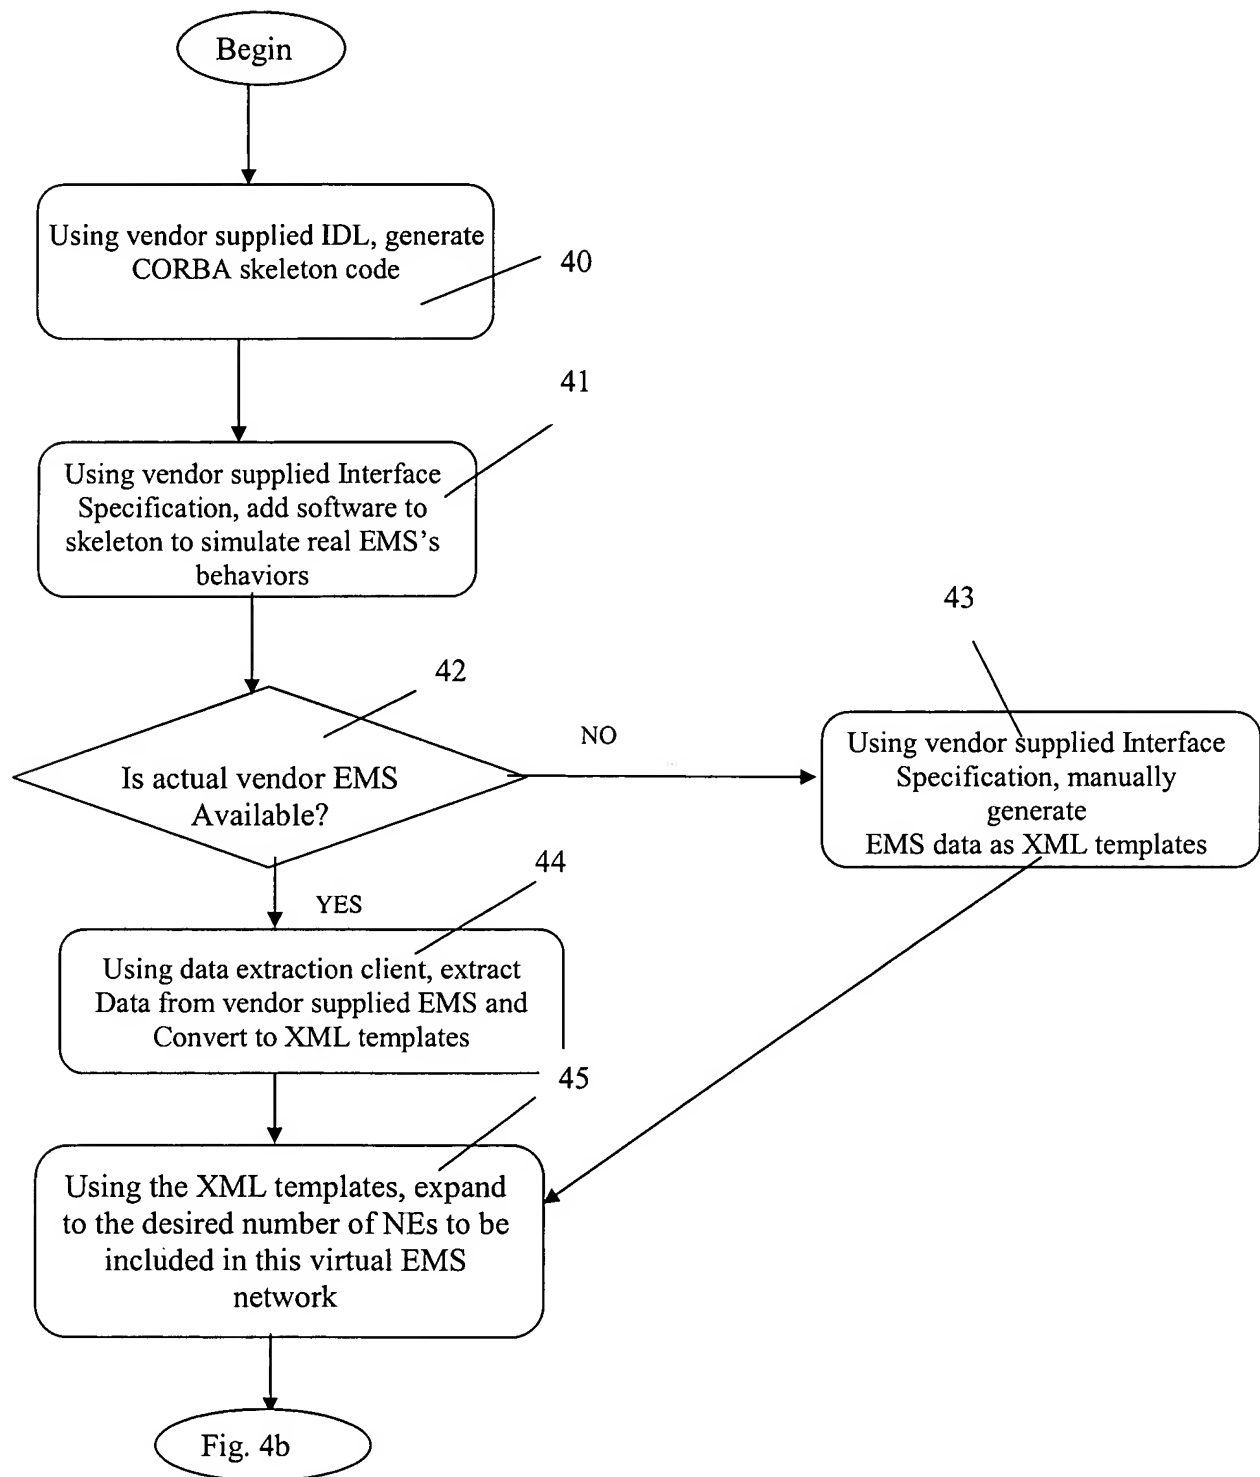 Begin
Using vendor supplied IDL, generate
CORBA skeleton code
40
41
Using vendor supplied Interface
Specification, add software to
skeleton to simulate real EMS's
behaviors
42
43
Is actual vendor EMS
Available?
NO
Using vendor supplied Interface
Specification, manually
generate
EMS data as XML templates
YES
44
Using data extraction client, extract
Data from vendor supplied EMS and
Convert to XML templates
45
Using the XML templates, expand
to the desired number of NEs to be
included in this virtual EMS
network
Fig. 4b